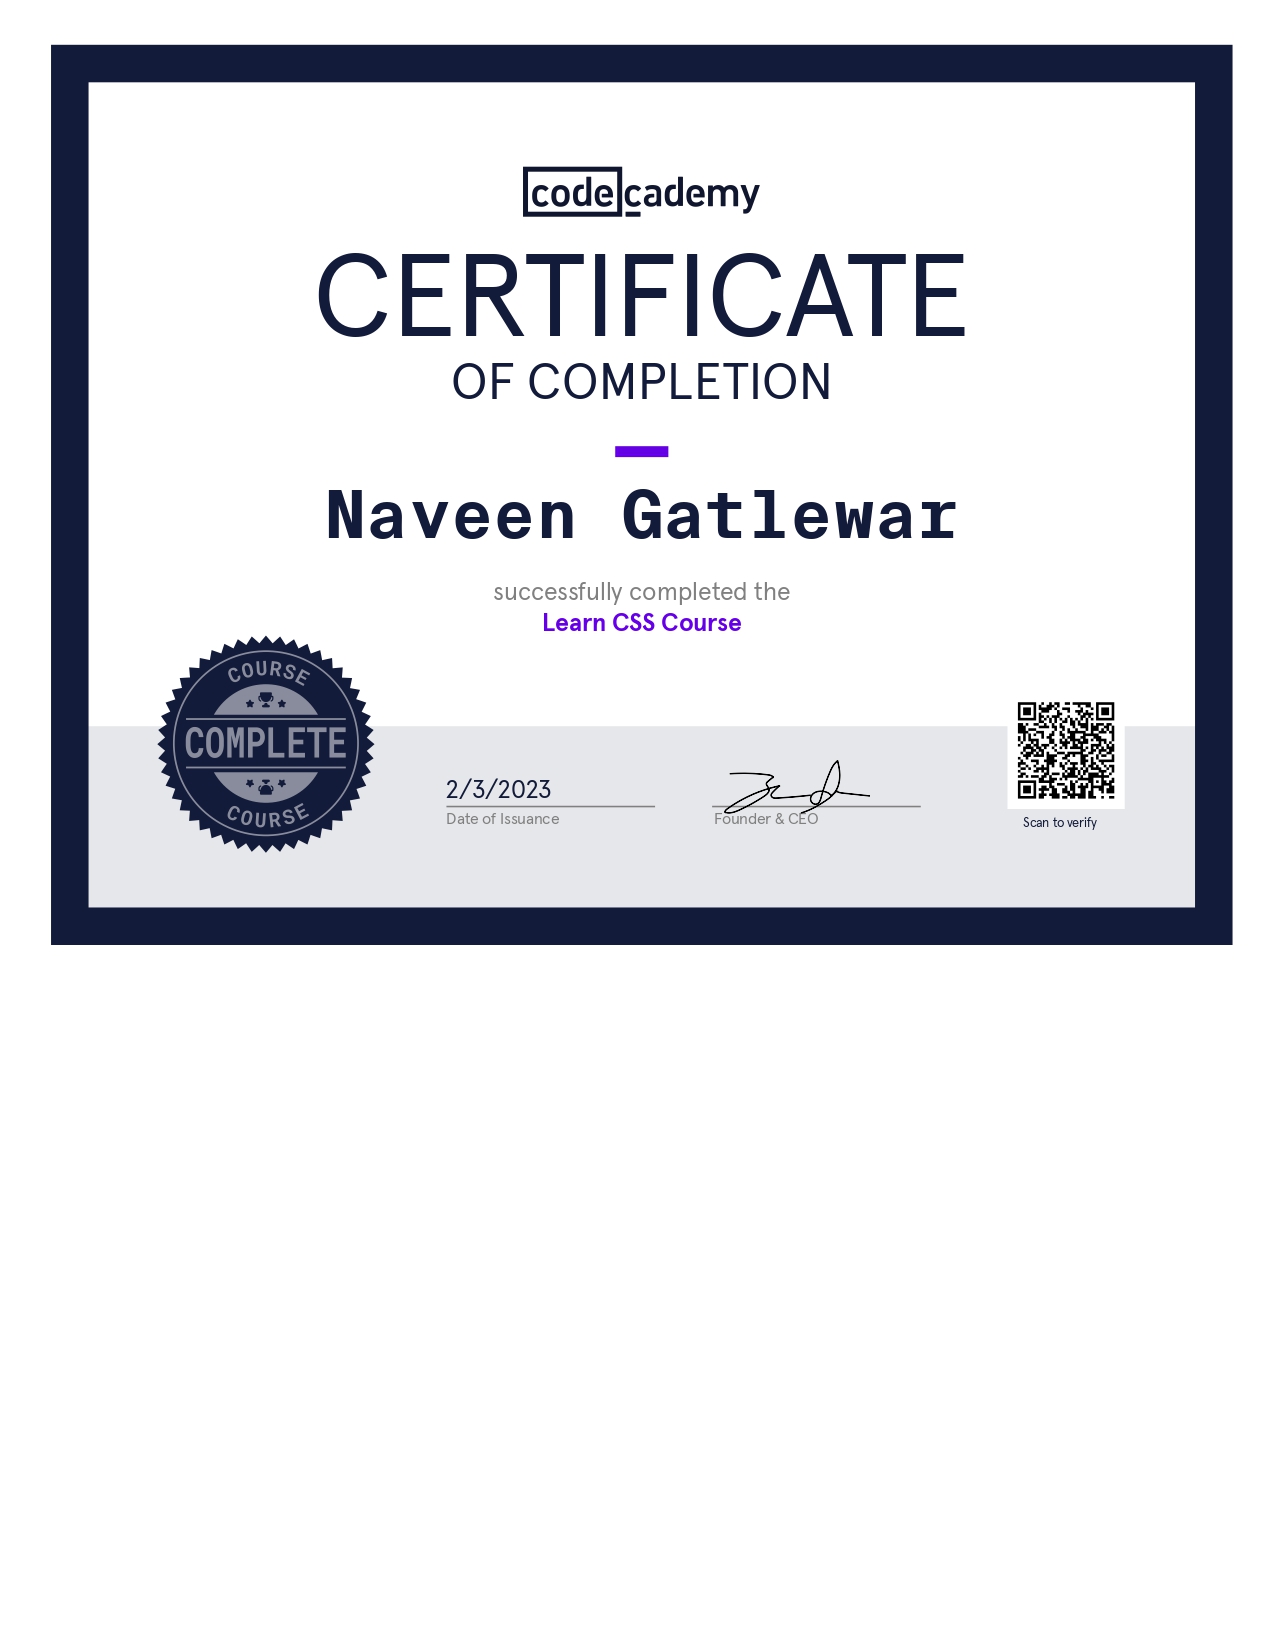 codecademy
CERTIFICATE
OF COMPLETION
Naveen Gatlewar
successfully completed the
Learn CSS Course
COURSE
COMPLETE
COURSE
2/3/2023
Date of Issuance
Founder & CEO
Scan to verify